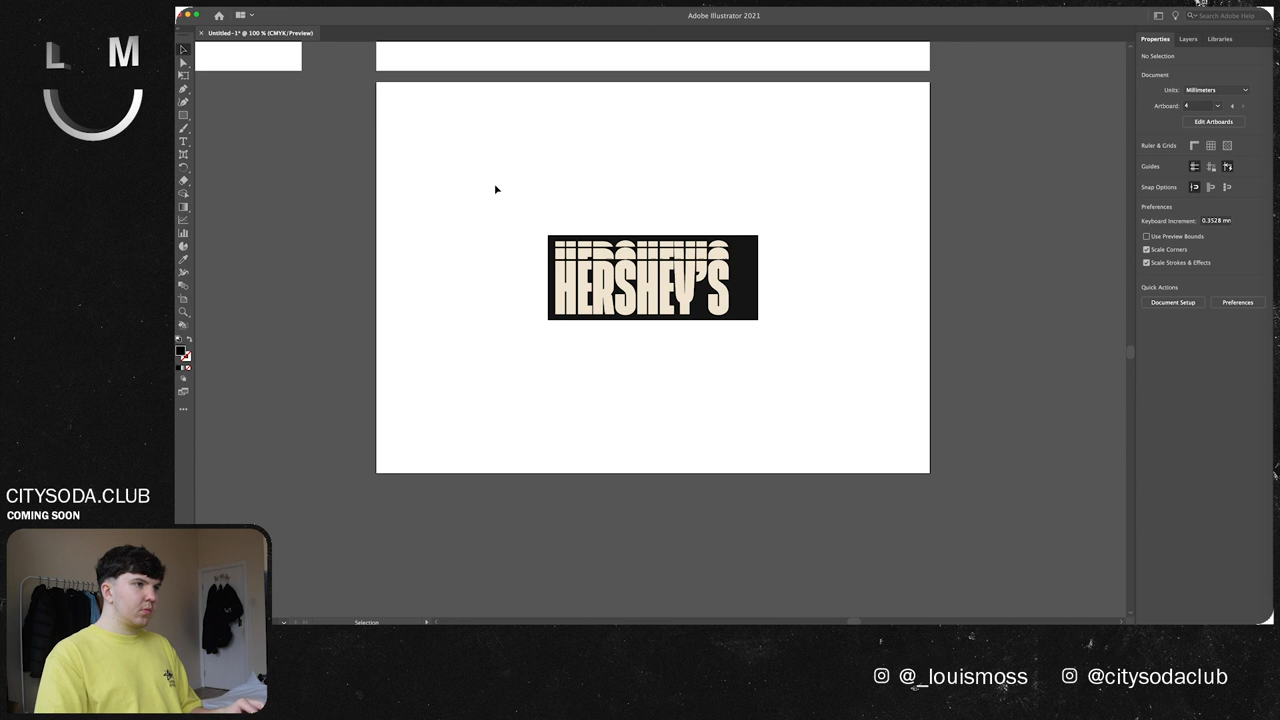 Adobe Illustrator 2021
Search Adobe Help
× Untitled-1* @ 100 % (CMYK/Preview)
Properties Layers Libraries
No Selection
Document
Units: Millimeters
Artboard: 4
Edit Artboards
Ruler & Grids
Guides
Snap Options
Preferences
Keyboard Increment: 0.3528 mm
Use Preview Bounds
Scale Corners
Scale Strokes & Effects
Quick Actions
Document Setup Preferences
L M
HERSHEY'S
CITYSODA.CLUB
COMING SOON
Selection
@_louismoss @citysodaclub